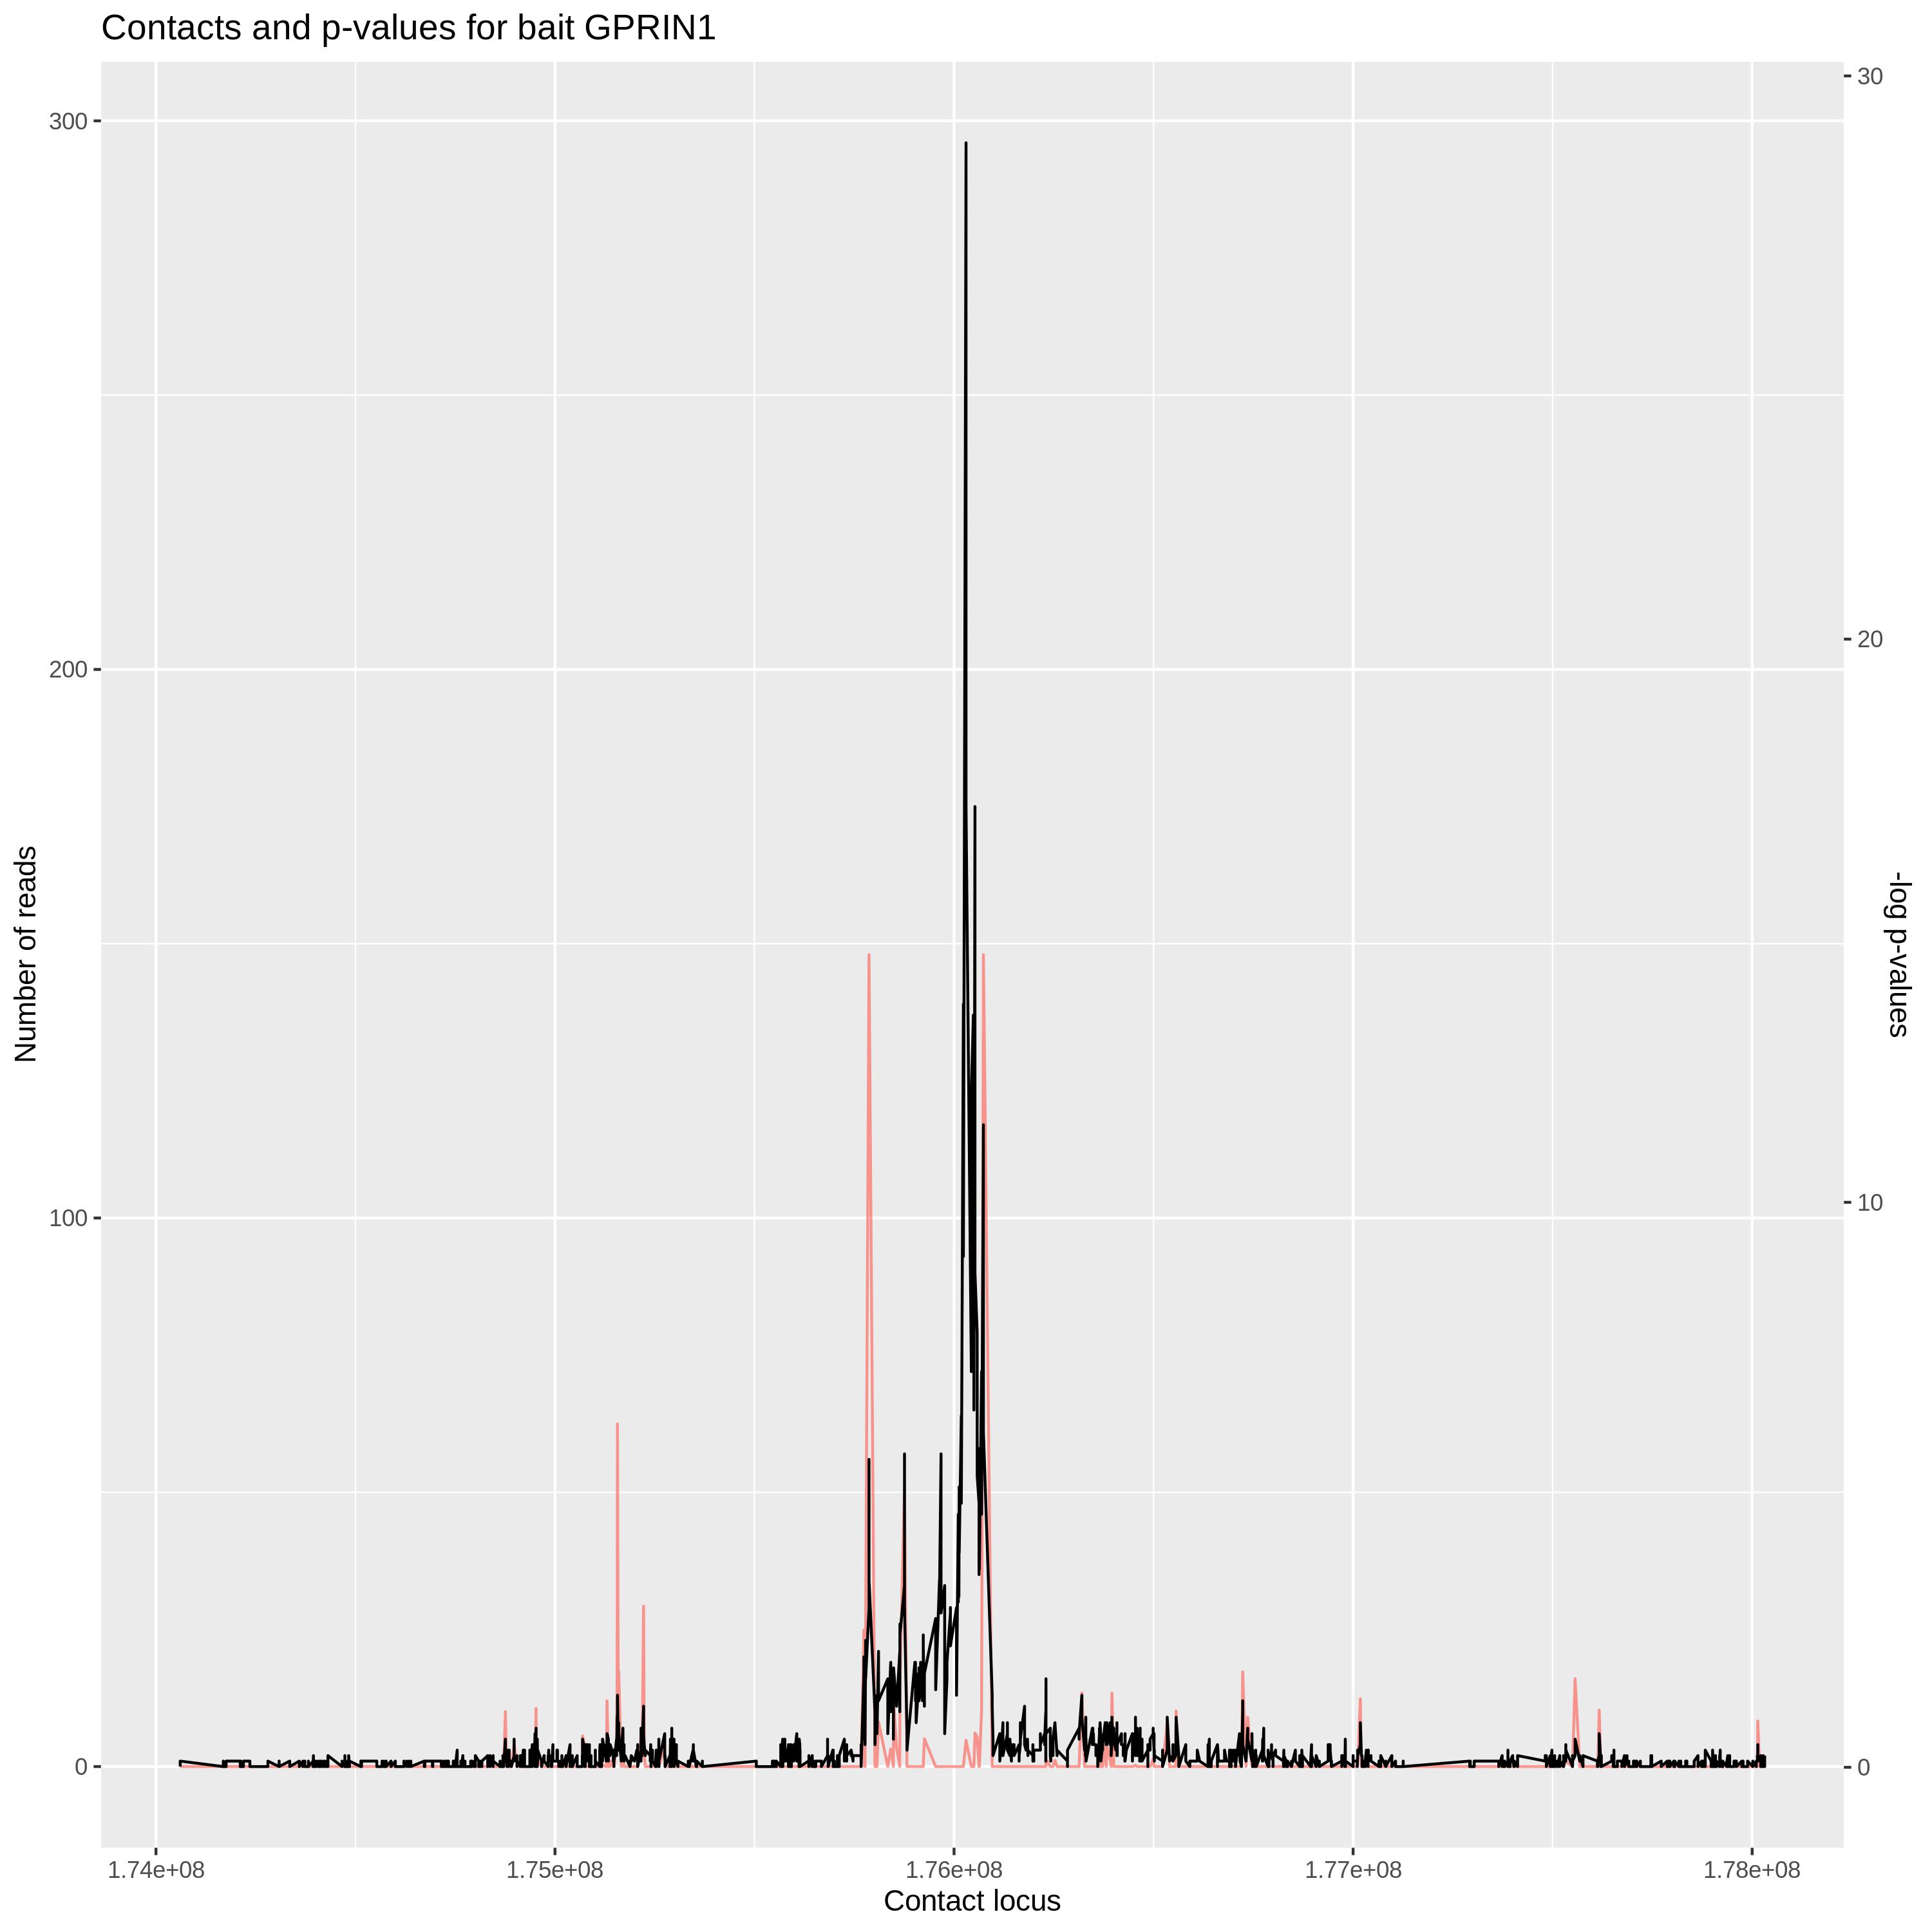 Contacts and p-values for bait GPRIN1
300
200
100
0
Number of reads
30
20
10
0
-log p-values
1.74e+08
1.75e+08
1.76e+08
1.77e+08
1.78e+08
Contact locus